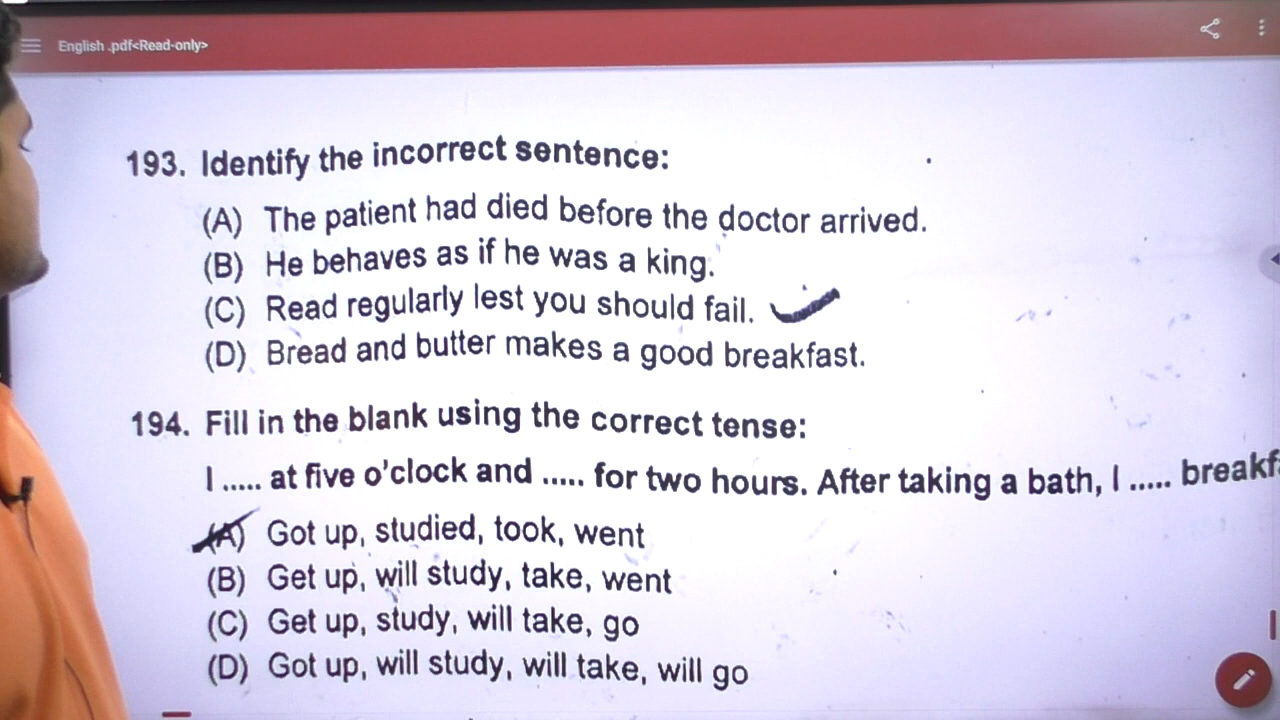 English .pdf<Read-only>
193. Identify the incorrect sentence:
(A) The patient had died before the doctor arrived.
(B) He behaves as if he was a king.
(C) Read regularly lest you should fail.
(D) Bread and butter makes a good breakfast.
194. Fill in the blank using the correct tense:
I ..... at five o'clock and ..... for two hours. After taking a bath, I ..... breakf
(A) Got up, studied, took, went
(B) Get up, will study, take, went
(C) Get up, study, will take, go
(D) Got up, will study, will take, will go